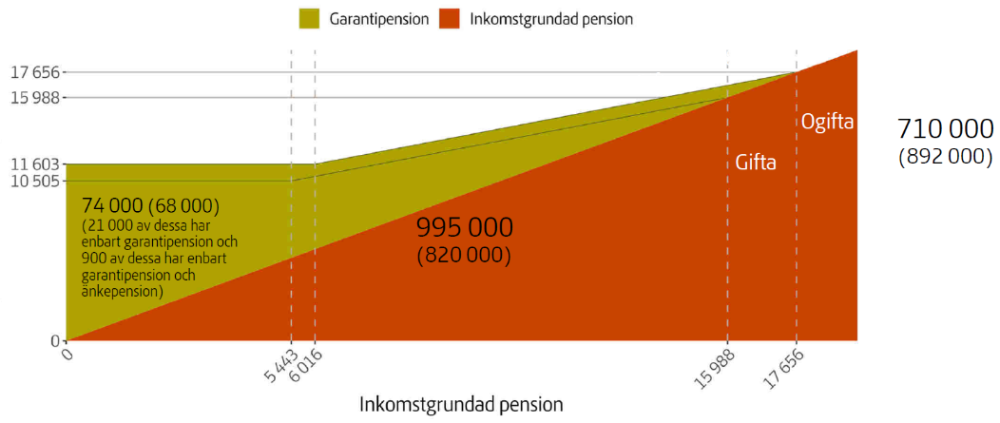 Garantipension
Inkomstgrundad pension
17 656
15 988
11 603
10 505
0
74 000 (68 000)
(21 000 av dessa har
enbart garantipension och
900 av dessa har enbart
garantipension och
änkepension)
995 000
(820 000)
Gifta
Ogifta
710 000
(892 000)
0
5 443
6 016
15 988
17 656
Inkomstgrundad pension